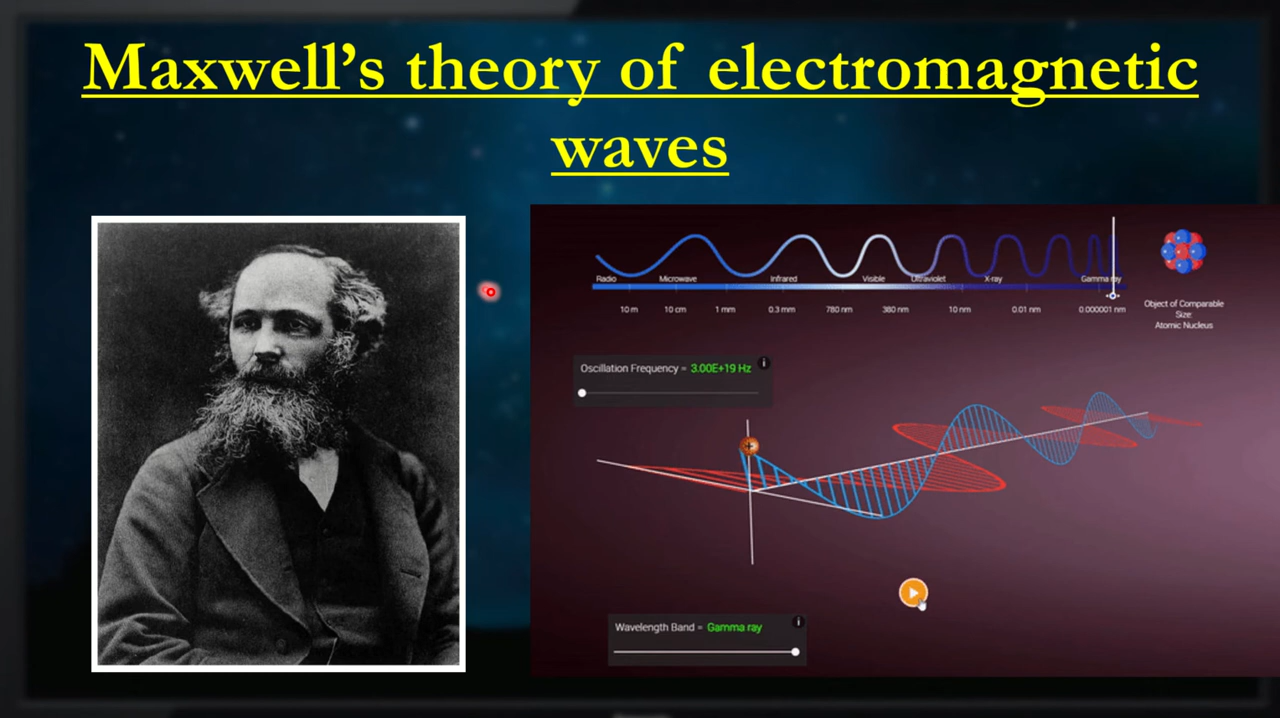 Maxwell’s theory of electromagnetic
waves
Radio Microwave Infrared Visible Ultraviolet X-ray Gamma ray
10 m 10 cm 1 mm 0.3 mm 780 nm 380 nm 10 nm 0.01 nm 0.000001 nm
Object of Comparable
Size:
Atomic Nucleus
Oscillation Frequency = 3.00E+19 Hz
i
+
Wavelength Band = Gamma ray
i